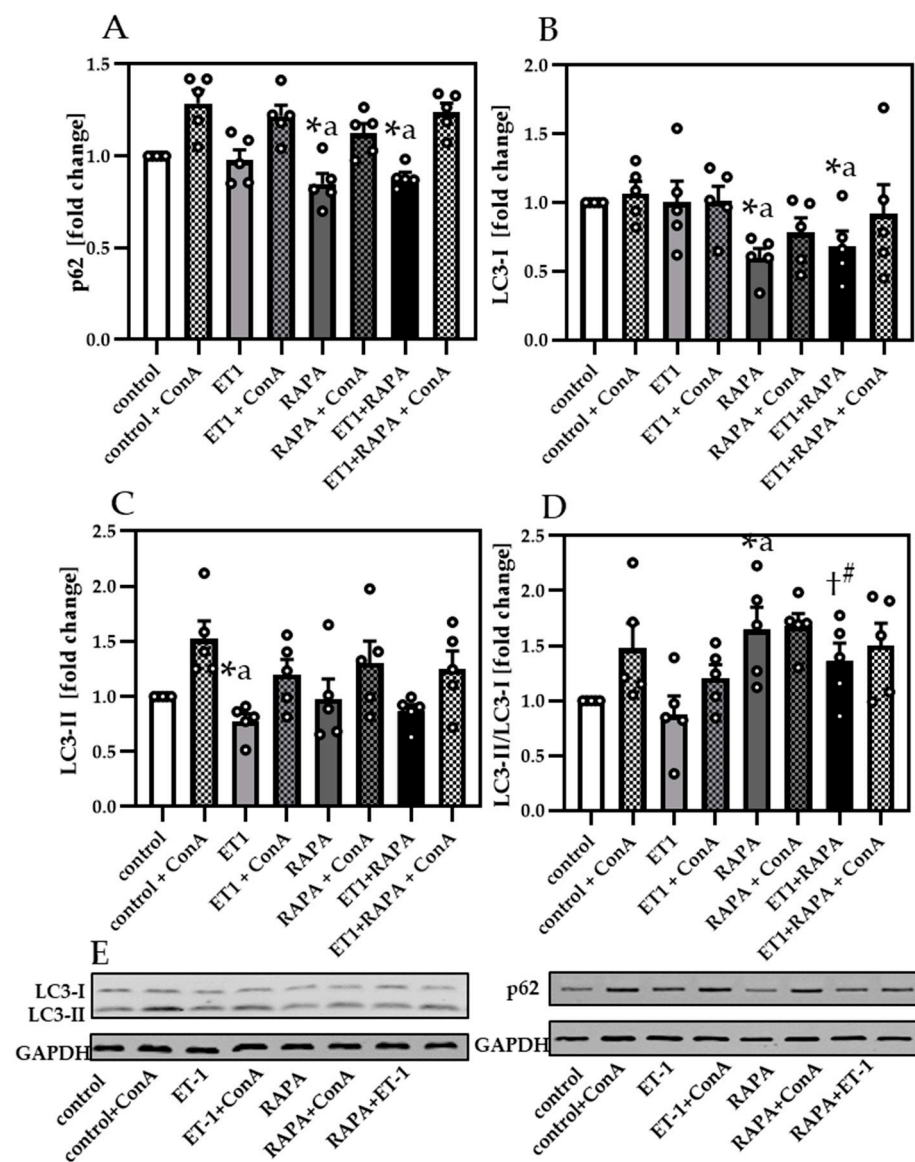 A
p62 [fold change]
1.5
1.0
0.5
0.0
*a
*a
control
control + ConA
ET1
ET1 + ConA
RAPA
RAPA + ConA
ET1+RAPA
ET1+RAPA + ConA
B
LC3-I [fold change]
2.0
1.5
1.0
0.5
0.0
*a
*a
control
control + ConA
ET1
ET1 + ConA
RAPA
RAPA + ConA
ET1+RAPA
ET1+RAPA + ConA
C
LC3-II [fold change]
2.5
2.0
1.5
1.0
0.5
0.0
*a
control
control + ConA
ET1
ET1 + ConA
RAPA
RAPA + ConA
ET1+RAPA
ET1+RAPA + ConA
D
LC3-II/LC3-I [fold change]
2.5
2.0
1.5
1.0
0.5
0.0
*a
†#
control
control + ConA
ET1
ET1 + ConA
RAPA
RAPA + ConA
ET1+RAPA
ET1+RAPA + ConA
E
LC3-I
LC3-II
GAPDH
control
control+ConA
ET-1
ET-1+ConA
RAPA
RAPA+ConA
RAPA+ET-1
p62
GAPDH
control
control+ConA
ET-1
ET-1+ConA
RAPA
RAPA+ConA
RAPA+ET-1